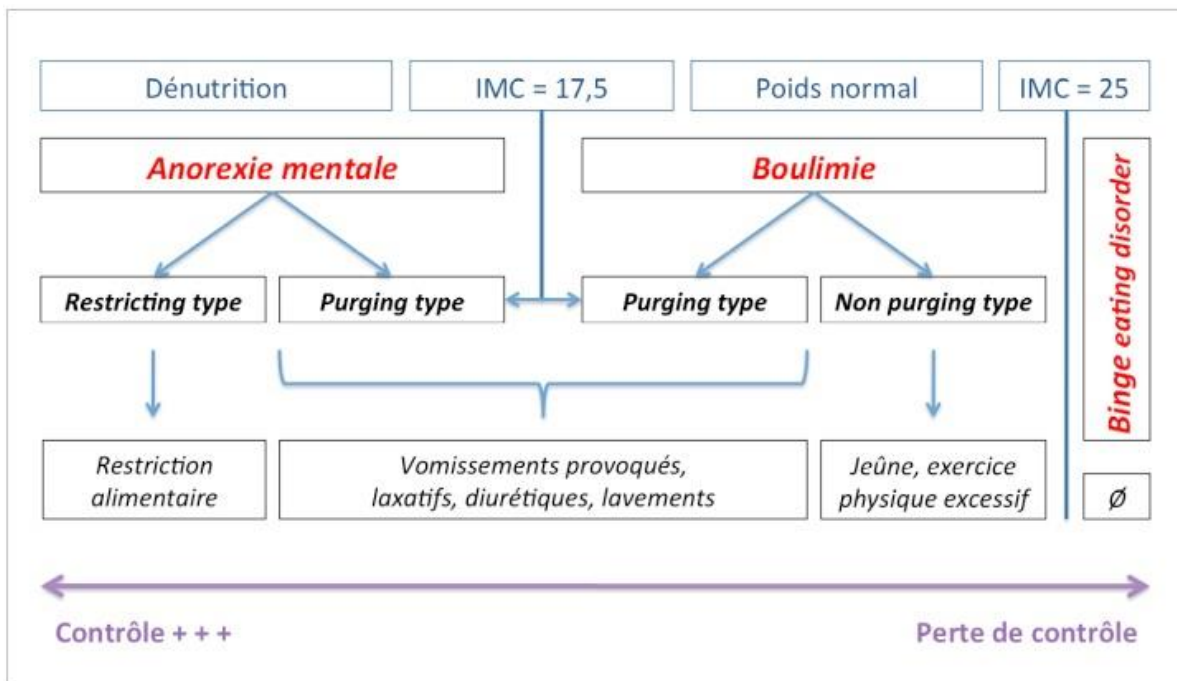 Dénutrition
IMC = 17,5
Poids normal
IMC = 25
Anorexie mentale
Boulimie
Binge eating disorder
Restricting type
Purging type
Purging type
Non purging type
Restriction
alimentaire
Vomissements provoqués,
laxatifs, diurétiques, lavements
Jeûne, exercice
physique excessif
Ø
Contrôle + + +
Perte de contrôle